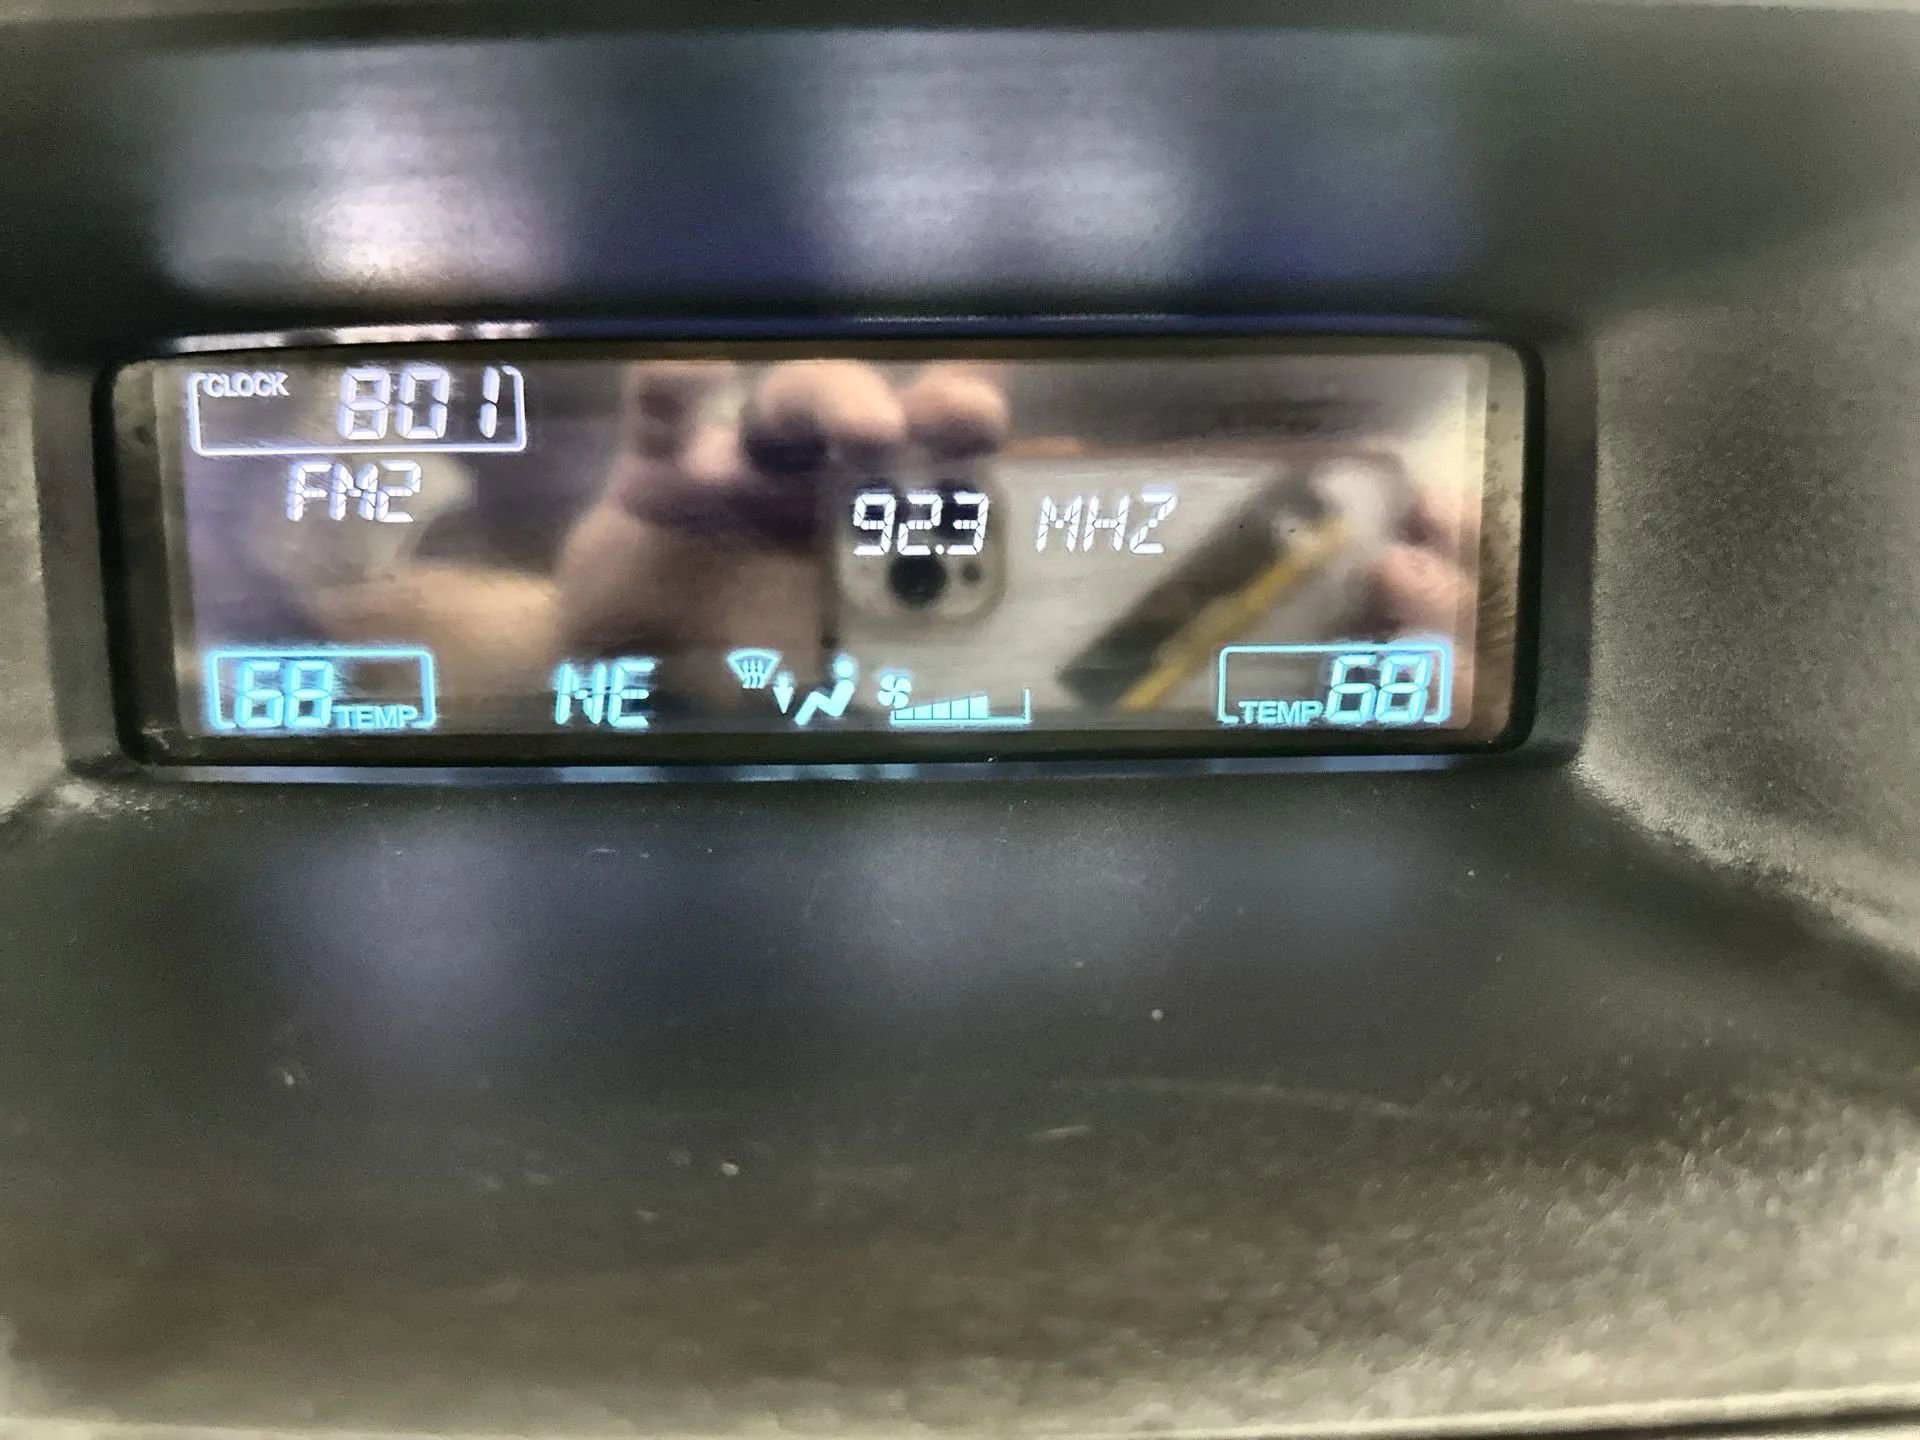 CLOCK 801
FM2
92.3 MHZ
68 TEMP NE TEMP 68